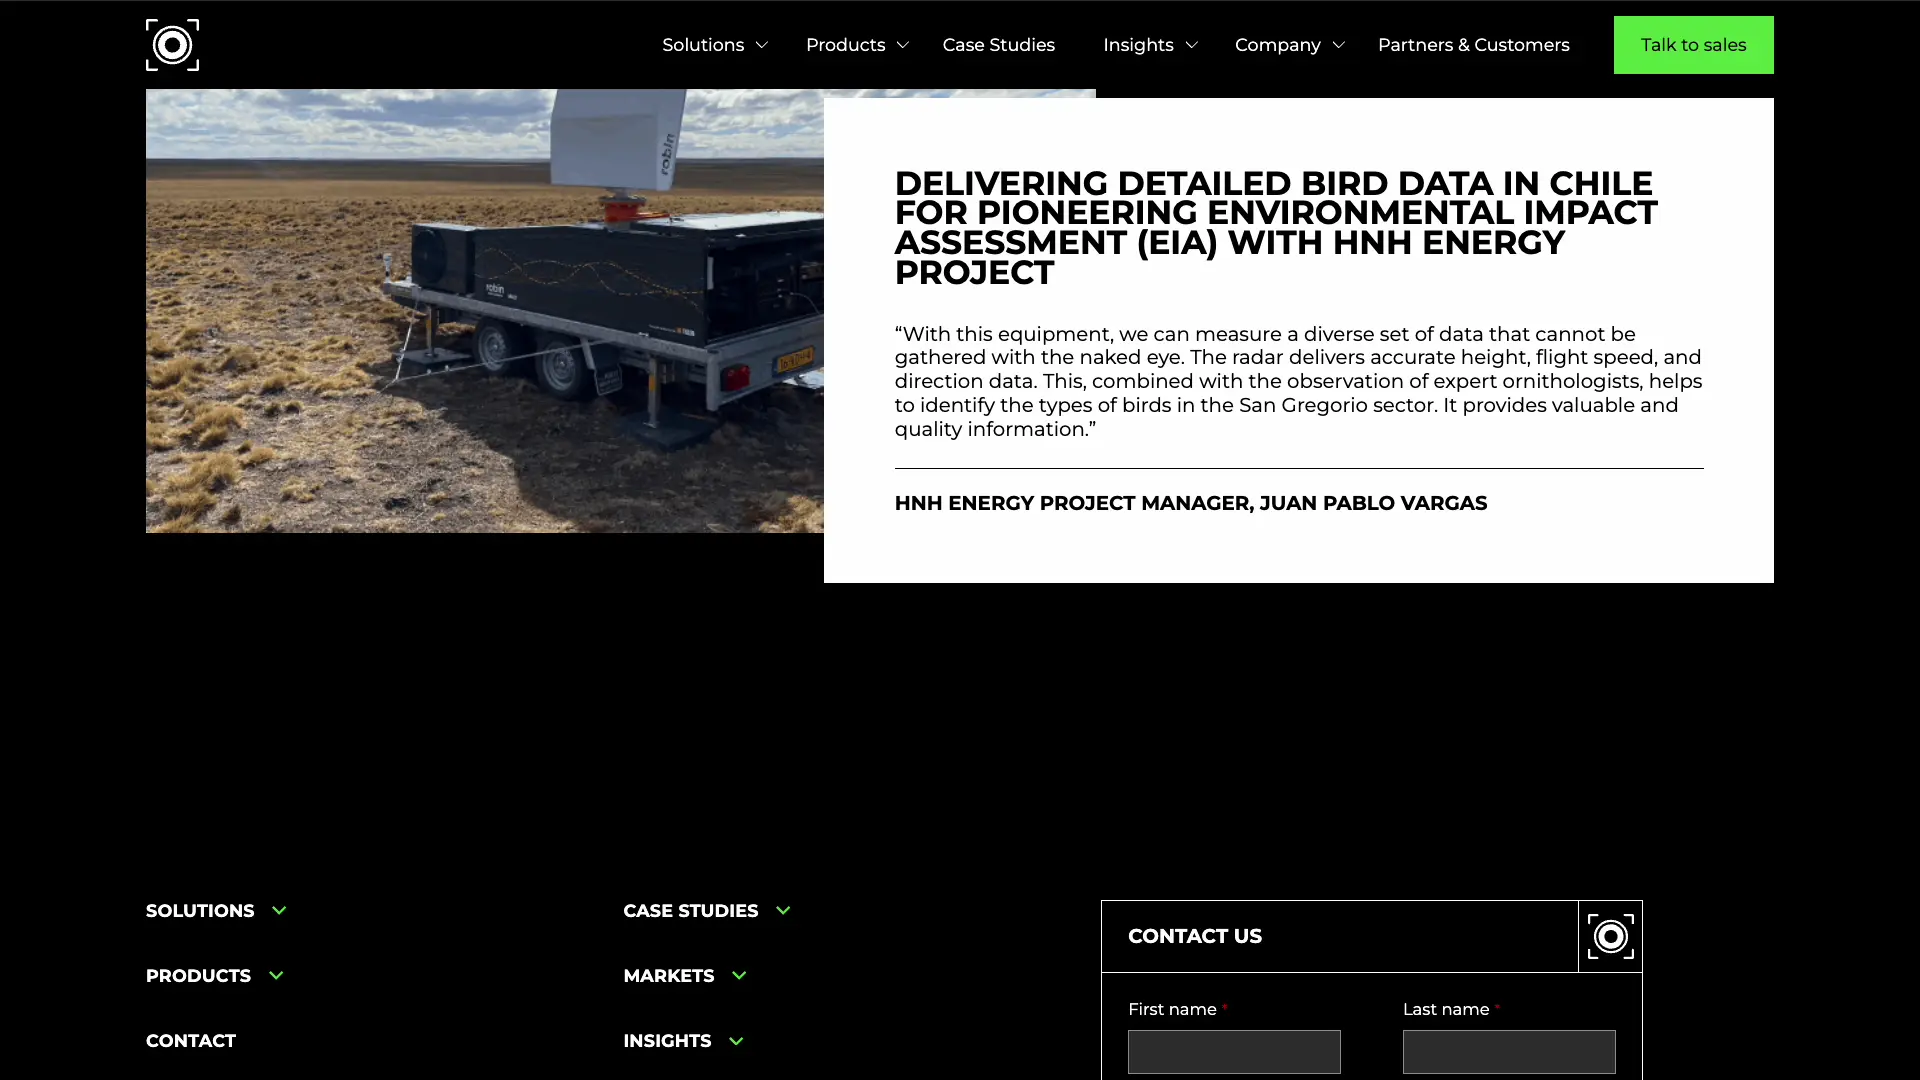 Solutions
Products
Case Studies
Insights
Company
Partners & Customers
Talk to sales
robin
robin
DELIVERING DETAILED BIRD DATA IN CHILE
FOR PIONEERING ENVIRONMENTAL IMPACT
ASSESSMENT (EIA) WITH HNH ENERGY
PROJECT
“With this equipment, we can measure a diverse set of data that cannot be
gathered with the naked eye. The radar delivers accurate height, flight speed, and
direction data. This, combined with the observation of expert ornithologists, helps
to identify the types of birds in the San Gregorio sector. It provides valuable and
quality information.”
HNH ENERGY PROJECT MANAGER, JUAN PABLO VARGAS
SOLUTIONS
CASE STUDIES
PRODUCTS
MARKETS
CONTACT
INSIGHTS
CONTACT US
First name *
Last name *